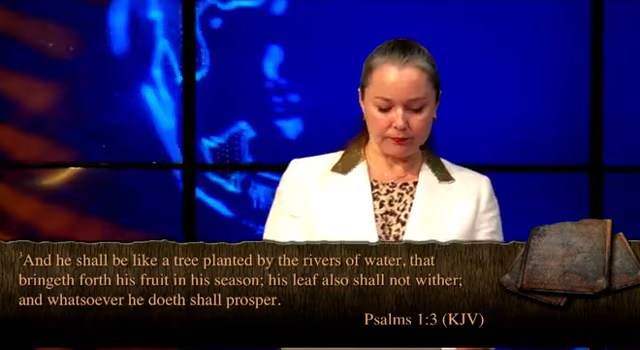 ³And he shall be like a tree planted by the rivers of water, that
bringeth forth his fruit in his season; his leaf also shall not wither;
and whatsoever he doeth shall prosper.
Psalms 1:3 (KJV)